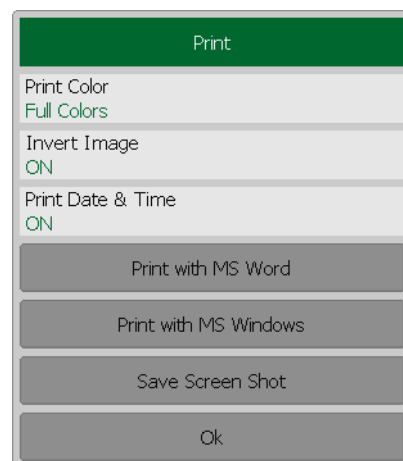 Print
Print Color
Full Colors
Invert Image
ON
Print Date & Time
ON
Print with MS Word
Print with MS Windows
Save Screen Shot
Ok